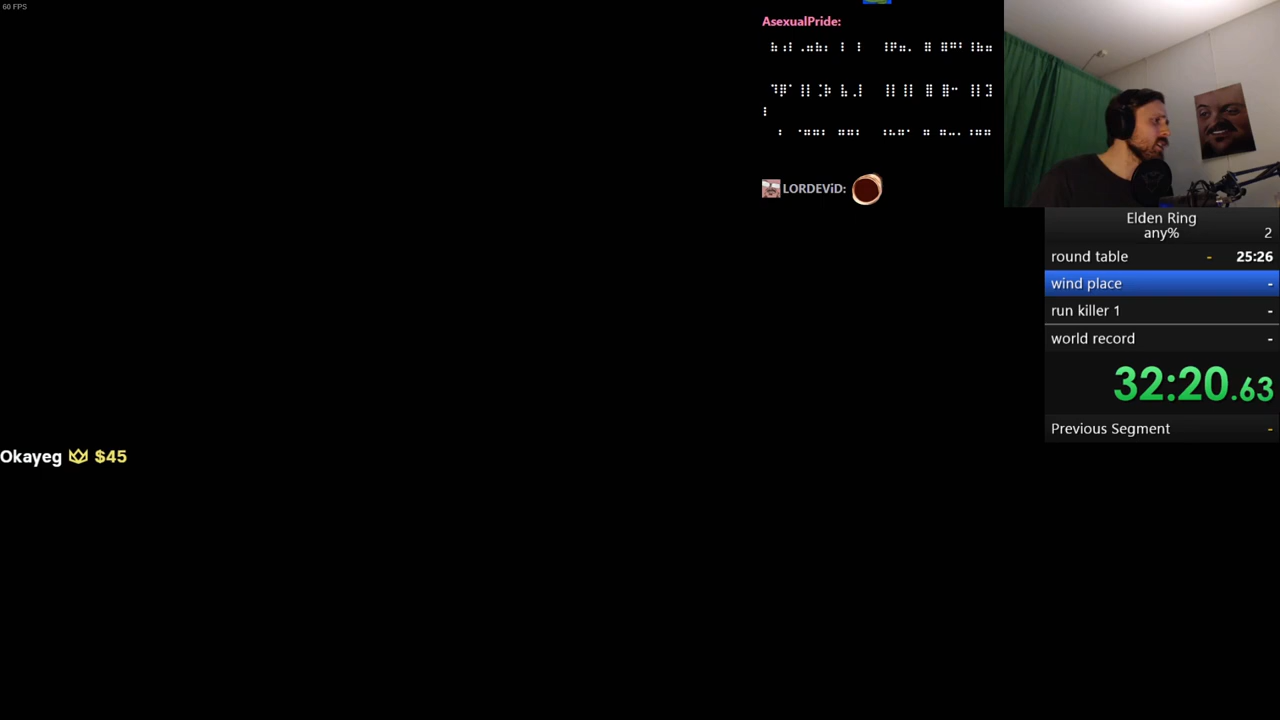 60 FPS
AsexualPride:
LORDEViD:
Elden Ring
any% 2
round table - 25:26
wind place -
run killer 1 -
world record -
32:20.63
Previous Segment -
Okayeg $45